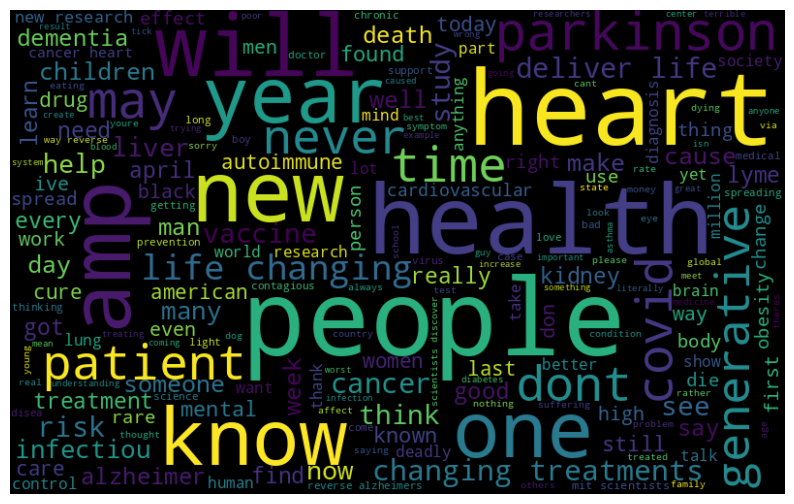 poor
chronic
researchers
center
terrible
new research
effect
will
death
tick
today
wrong
parkinson
dementia
men
doctor
part
cancer heart
found
study
deliver life
society
children
may
year
support
heart
eating
drug
well
caused
going
cant
dying
anyone
create
learn
youre
long
best
mind
symptom
anything
diagnosis
need
trying
never
example
isn
via
way reverse
blood
boy
thing
system
help
liver
sorry
time
right
make
cause
medical
autoimmune
april
lot
use
yet
lyme
ive
new
cardiovascular
rate
spread
black
getting
state
money
great
health
million
spreading
every
amp
man
prevention
person
look
eye
work
vaccine
school
love
bad
asthma
generative
change
world
research
virus
guy
case
important
please
global
day
life changing
increase
something
meet
really
kidney
covid
literally
brain
obesity
cure
american
contagious
always
test
take
don
medicine
theres
thinking
many
people
scientists discover
way
got
even
dog
country
condition
body
mean
lung
coming
light
worst
women
last
better
show
first
young
patient
diabetes
real
understanding
someone
want
week
thank
cancer
infection
good
dont
die
rather
disea
treating
science
nothing
suffering
age
treatment
rare
mental
affect
think
one
high
see
risk
thought
know
come
problem
saying
known
still
say
talk
infectiou
deadly
treated
care
alzheimer
find
now
changing treatments
control
human
reverse alzheimers
others
mit scientists
family